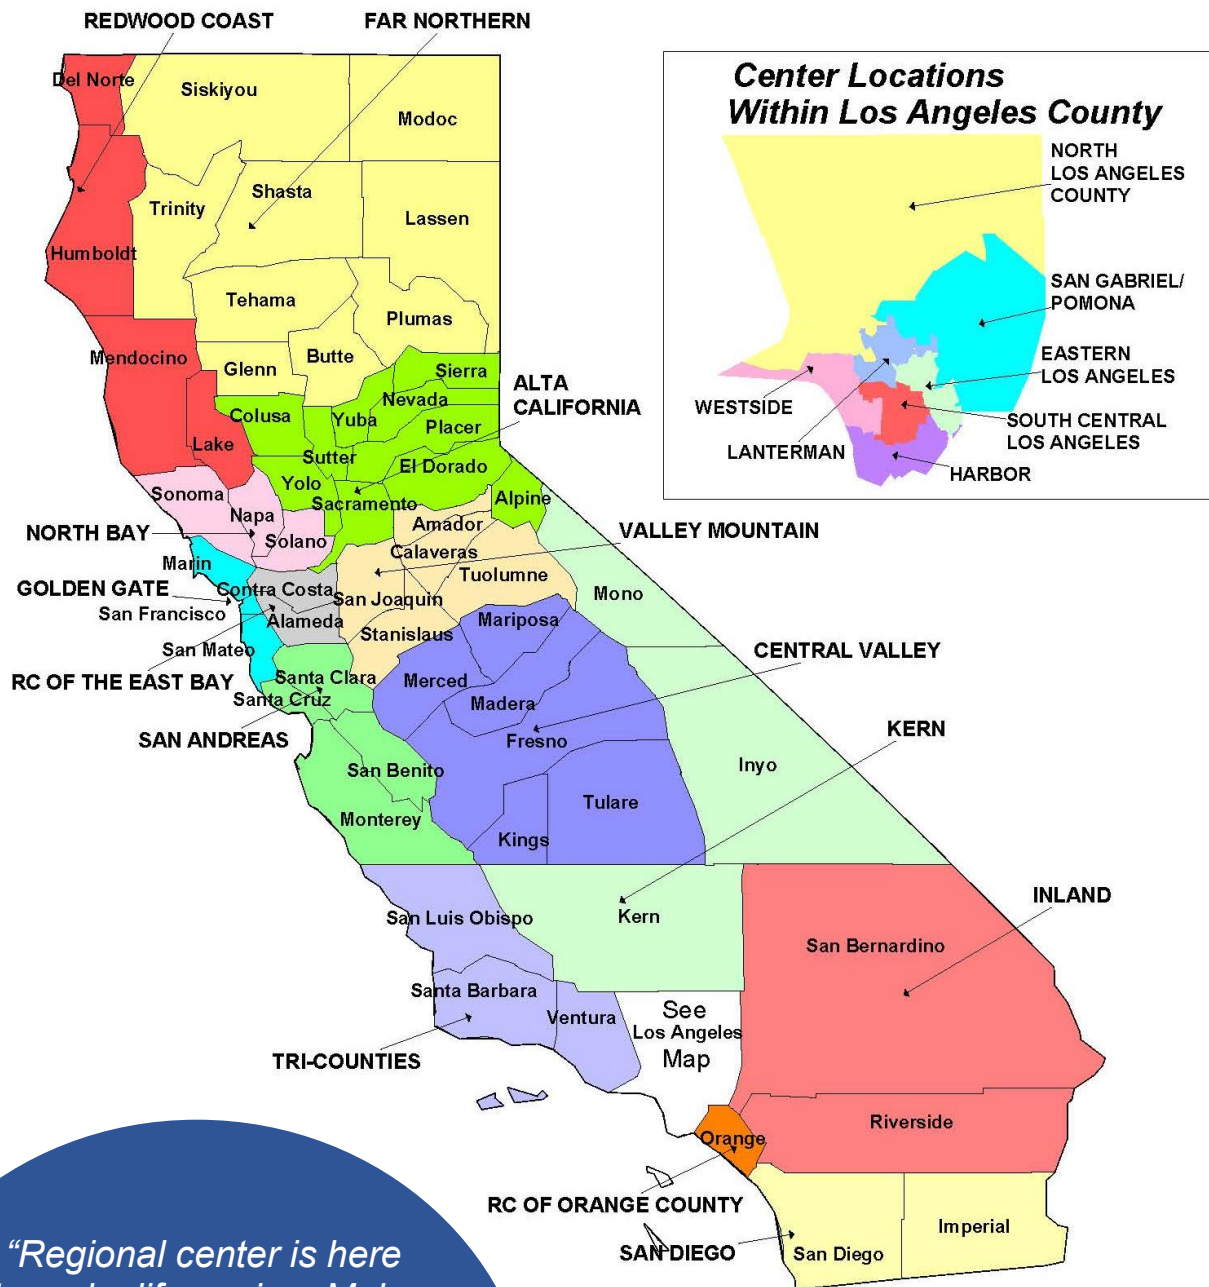 REDWOOD COAST
FAR NORTHERN
Del Norte
Siskiyou
Modoc
Trinity
Shasta
Lassen
Humboldt
Tehama
Plumas
Mendocino
Glenn
Butte
Sierra
Nevada
Colusa
Yuba
Placer
Lake
Sutter
El Dorado
Yolo
Sacramento
Alpine
ALTA
CALIFORNIA
Sonoma
Napa
Solano
Amador
Calaveras
Tuolumne
NORTH BAY
VALLEY MOUNTAIN
Marin
GOLDEN GATE
Contra Costa
San Joaquin
Mono
San Francisco
Alameda
Stanislaus
Mariposa
San Mateo
RC OF THE EAST BAY
Santa Clara
Merced
CENTRAL VALLEY
Santa Cruz
Madera
SAN ANDREAS
Fresno
KERN
San Benito
Inyo
Monterey
Tulare
Kings
San Luis Obispo
Kern
INLAND
San Bernardino
Santa Barbara
Ventura
See
Los Angeles
Map
TRI-COUNTIES
Orange
Riverside
RC OF ORANGE COUNTY
SAN DIEGO
San Diego
Imperial
Center Locations
Within Los Angeles County
NORTH
LOS ANGELES
COUNTY
SAN GABRIEL/
POMONA
EASTERN
LOS ANGELES
WESTSIDE
SOUTH CENTRAL
LOS ANGELES
LANTERMAN
HARBOR
“Regional center is here